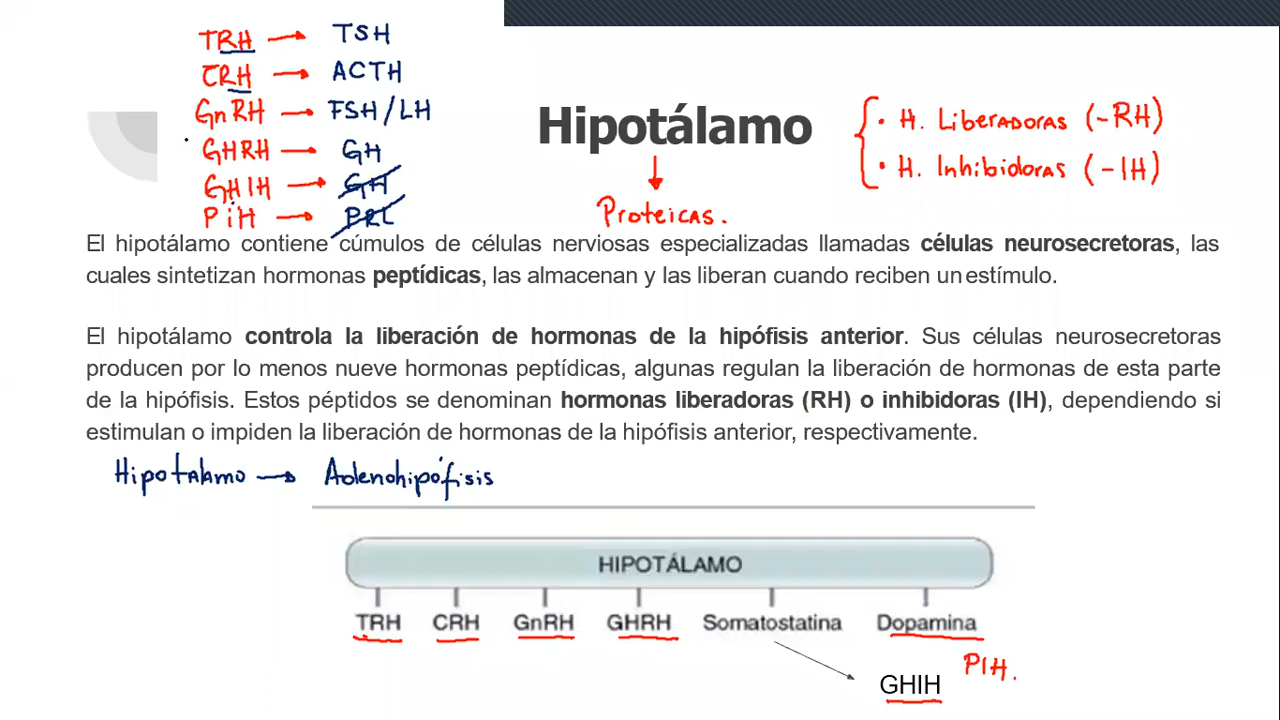 TRH → TSH
CRH → ACTH
GnRH → FSH/LH
GHRH → GH
GHIH → GH
PiH → PRL
Hipotálamo
• H. Liberadoras (-RH)
• H. Inhibidoras (-IH)
Proteicas.
El hipotálamo contiene cúmulos de células nerviosas especializadas llamadas células neurosecretoras, las
cuales sintetizan hormonas peptídicas, las almacenan y las liberan cuando reciben un estímulo.
El hipotálamo controla la liberación de hormonas de la hipófisis anterior. Sus células neurosecretoras
producen por lo menos nueve hormonas peptídicas, algunas regulan la liberación de hormonas de esta parte
de la hipófisis. Estos péptidos se denominan hormonas liberadoras (RH) o inhibidoras (IH), dependiendo si
estimulan o impiden la liberación de hormonas de la hipófisis anterior, respectivamente.
Hipotalamo → Adenohipófisis
HIPOTÁLAMO
TRH CRH GnRH GHRH Somatostatina Dopamina
PIH.
GHIH